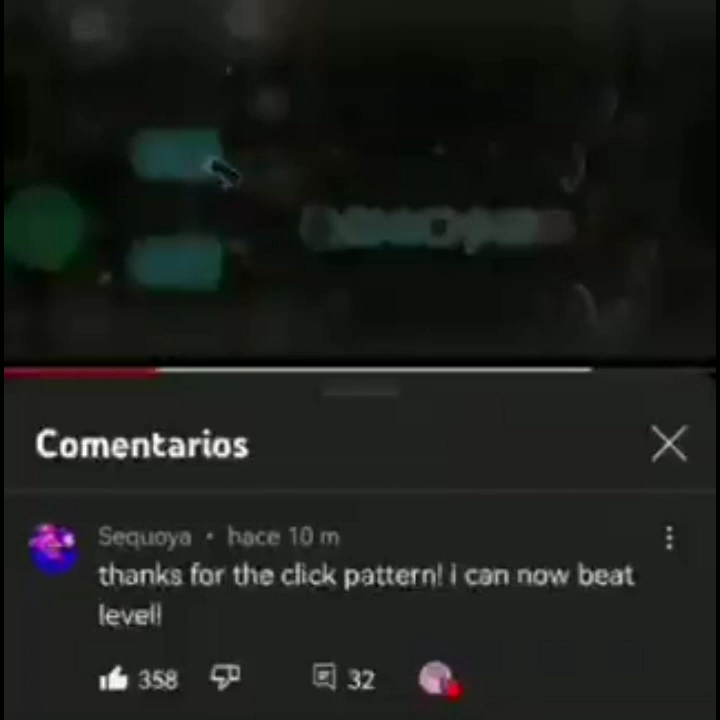 Comentarios
Sequoya • hace 10 m
thanks for the click pattern! i can now beat
level!
358
32